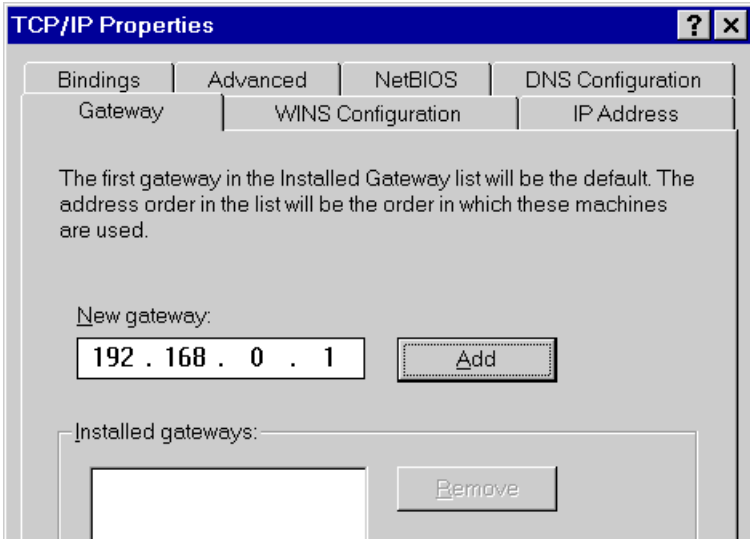 TCP/IP Properties
? ×
Bindings Advanced NetBIOS DNS Configuration
Gateway WINS Configuration IP Address
The first gateway in the Installed Gateway list will be the default. The
address order in the list will be the order in which these machines
are used.
New gateway:
192 . 168 . 0 . 1 Add
Installed gateways:
Remove